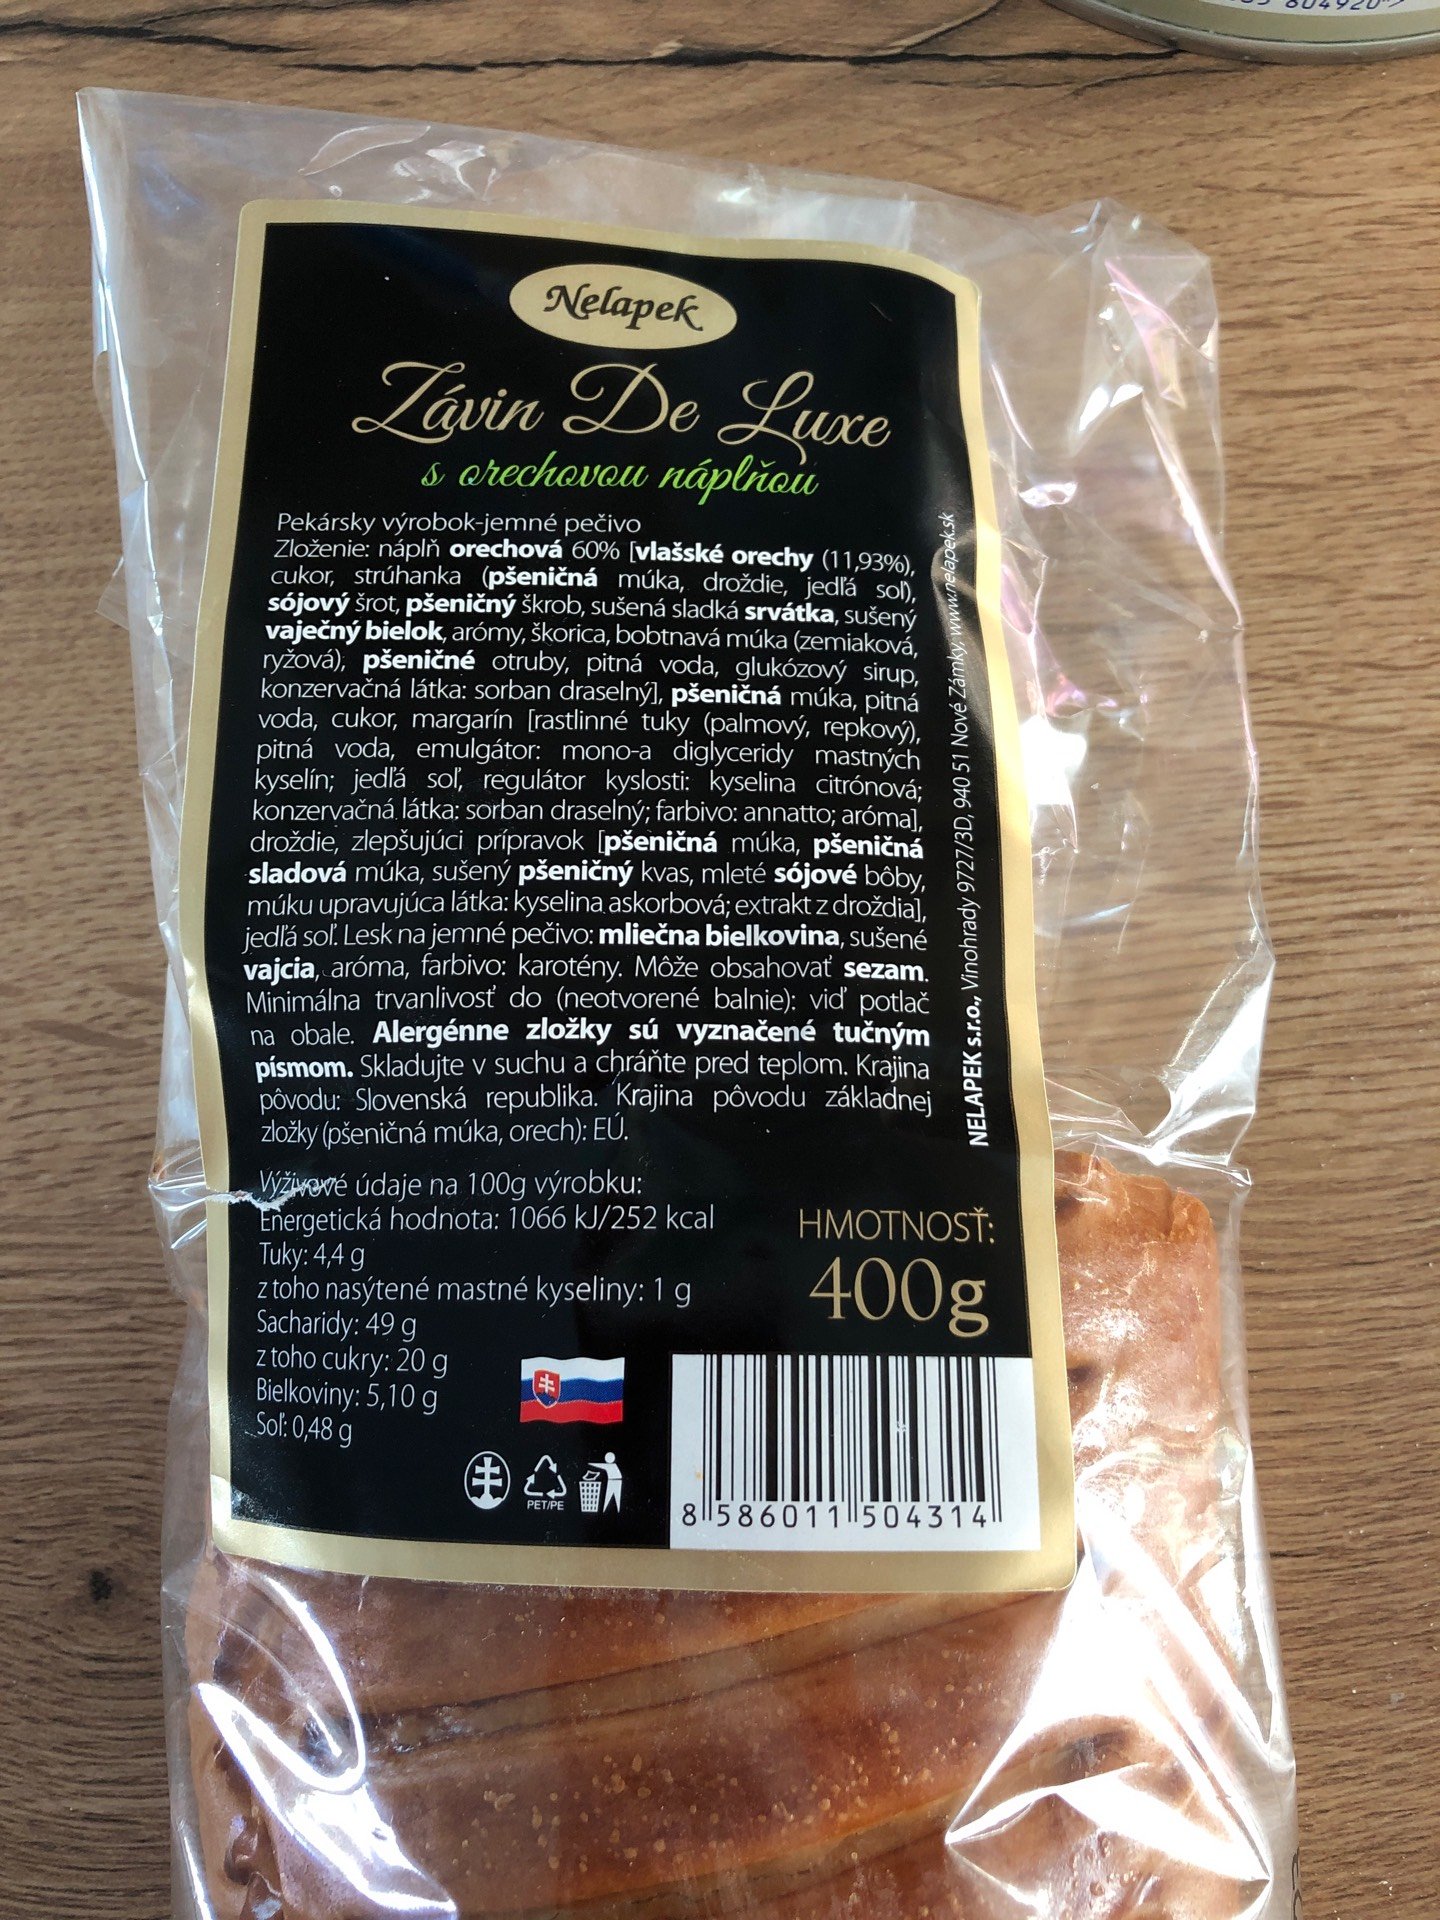 Nelapek
Závin De Luxe
s orechovou náplňou
Pekársky výrobok-jemné pečivo
Zloženie: náplň orechová 60% [vlašské orechy (11,93%),
cukor, strúhanka (pšeničná múka, droždie, jedľá soľ),
sójový šrot, pšeničný škrob, sušená sladká srvátka, sušený
vaječný bielok, arómy, škorica, bobtnavá múka (zemiaková,
ryžová), pšeničné otruby, pitná voda, glukózový sirup,
konzervačná látka: sorban draselný], pšeničná múka, pitná
voda, cukor, margarín [rastlinné tuky (palmový, repkový),
pitná voda, emulgátor: mono-a diglyceridy mastných
kyselín; jedľá soľ, regulátor kyslosti: kyselina citrónová;
konzervačná látka: sorban draselný; farbivo: annatto; aróma],
droždie, zlepšujúci prípravok [pšeničná múka, pšeničná
sladová múka, sušený pšeničný kvas, mleté sójové bôby,
múku upravujúca látka: kyselina askorbová; extrakt z droždia],
jedľá soľ. Lesk na jemné pečivo: mliečna bielkovina, sušené
vajcia, aróma, farbivo: karotény. Môže obsahovať sezam.
Minimálna trvanlivosť do (neotvorené balnie): viď potlač
na obale. Alergénne zložky sú vyznačené tučným
písmom. Skladujte v suchu a chráňte pred teplom. Krajina
pôvodu: Slovenská republika. Krajina pôvodu základnej
zložky (pšeničná múka, orech): EÚ.
Výživové údaje na 100g výrobku:
Energetická hodnota: 1066 kJ/252 kcal
Tuky: 4,4 g
z toho nasýtené mastné kyseliny: 1 g
Sacharidy: 49 g
z toho cukry: 20 g
Bielkoviny: 5,10 g
Soľ: 0,48 g
HMOTNOSŤ:
400g
PET/PE
8 586011 504314
NELAPEK s.r.o., Vinohrady 9727/3D, 940 51 Nové Zámky, www.nelapek.sk